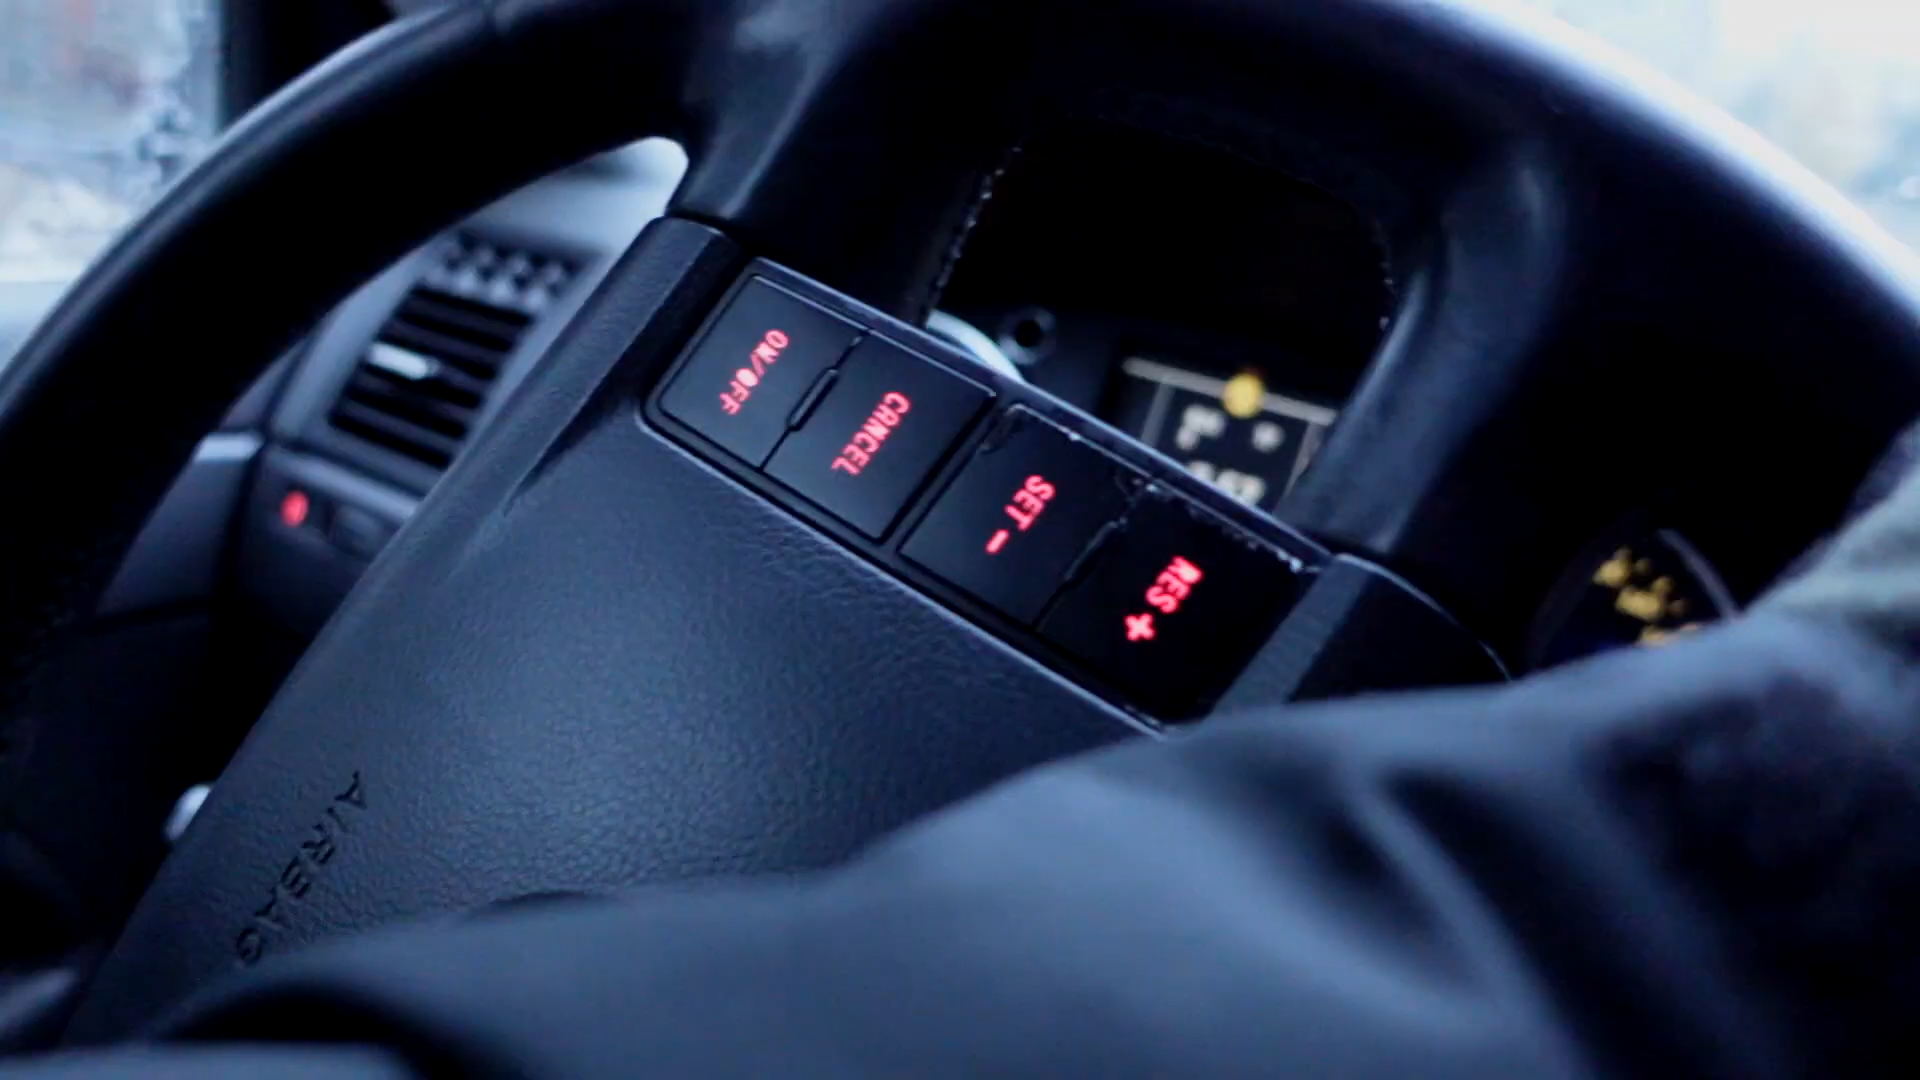 ON/OFF
CANCEL
SET -
RES +
AIRBAG